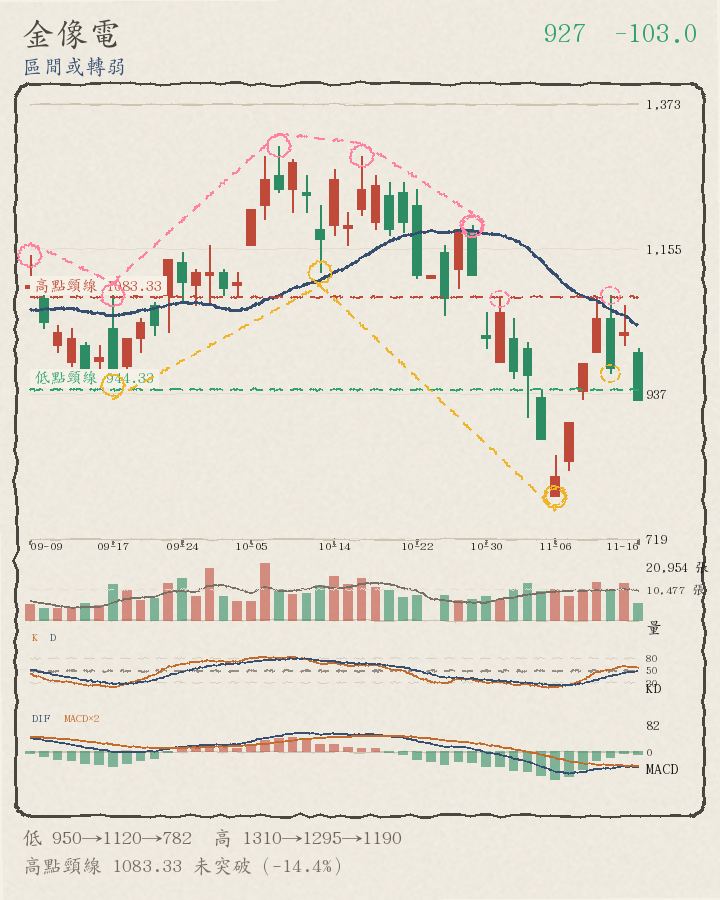 金像電
927 -103.0
區間或轉弱
1,373
1,155
高點頸線 1083.33
低點頸線 944.33
937
719
09-09 09-17 09-24 10-05 10-14 10-22 10-30 11-06 11-16
20,954 張
10,477 張
量
K D
80
50
20
KD
DIF MACD×2
82
0
MACD
低 950→1120→782 高 1310→1295→1190
高點頸線 1083.33 未突破 (-14.4%)